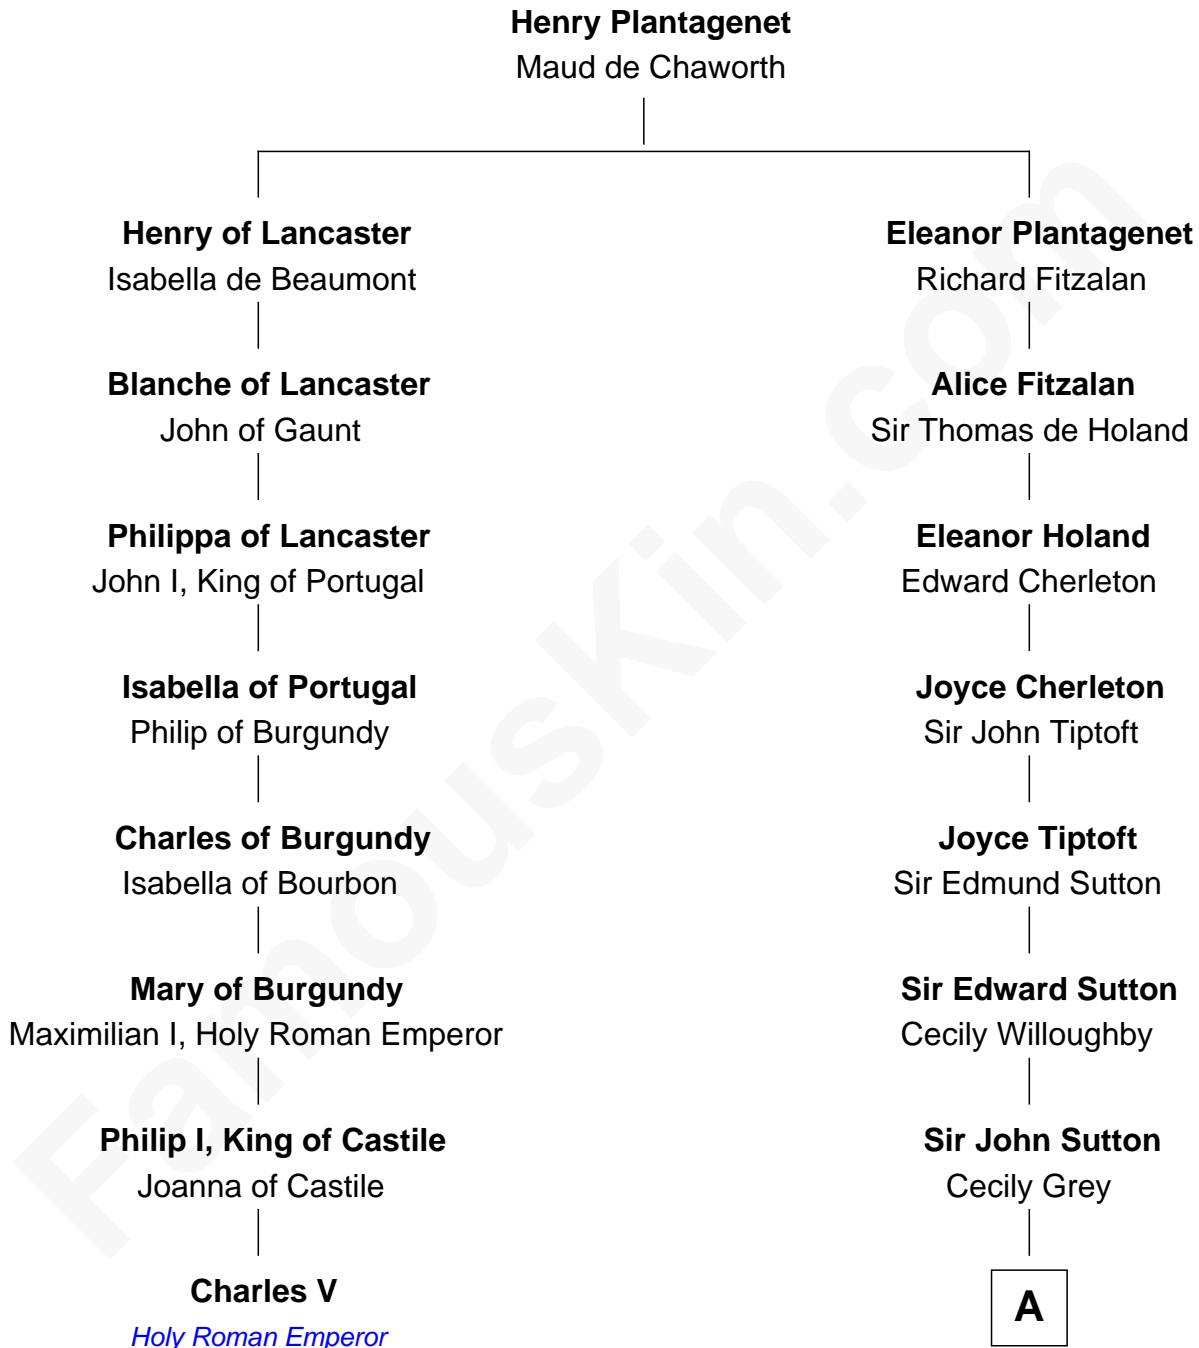 Henry Plantagenet
Maud de Chaworth
Henry of Lancaster
Isabella de Beaumont
Eleanor Plantagenet
Richard Fitzalan
Blanche of Lancaster
John of Gaunt
Alice Fitzalan
Sir Thomas de Holand
Philippa of Lancaster
John I, King of Portugal
Eleanor Holand
Edward Cherleton
Isabella of Portugal
Philip of Burgundy
Joyce Cherleton
Sir John Tiptoft
Charles of Burgundy
Isabella of Bourbon
Joyce Tiptoft
Sir Edmund Sutton
Mary of Burgundy
Maximilian I, Holy Roman Emperor
Sir Edward Sutton
Cecily Willoughby
Philip I, King of Castile
Joanna of Castile
Sir John Sutton
Cecily Grey
Charles V
Holy Roman Emperor
A
FamousKin.com